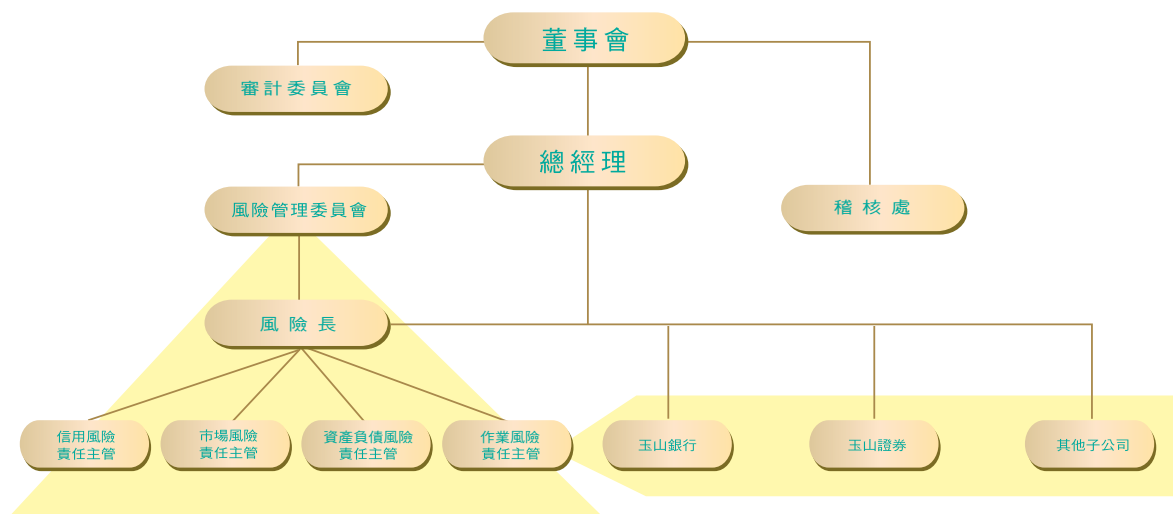 董事會
審計委員會
總經理
風險管理委員會
稽核處
風險長
信用風險
責任主管
市場風險
責任主管
資產負債風險
責任主管
作業風險
責任主管
玉山銀行
玉山證券
其他子公司